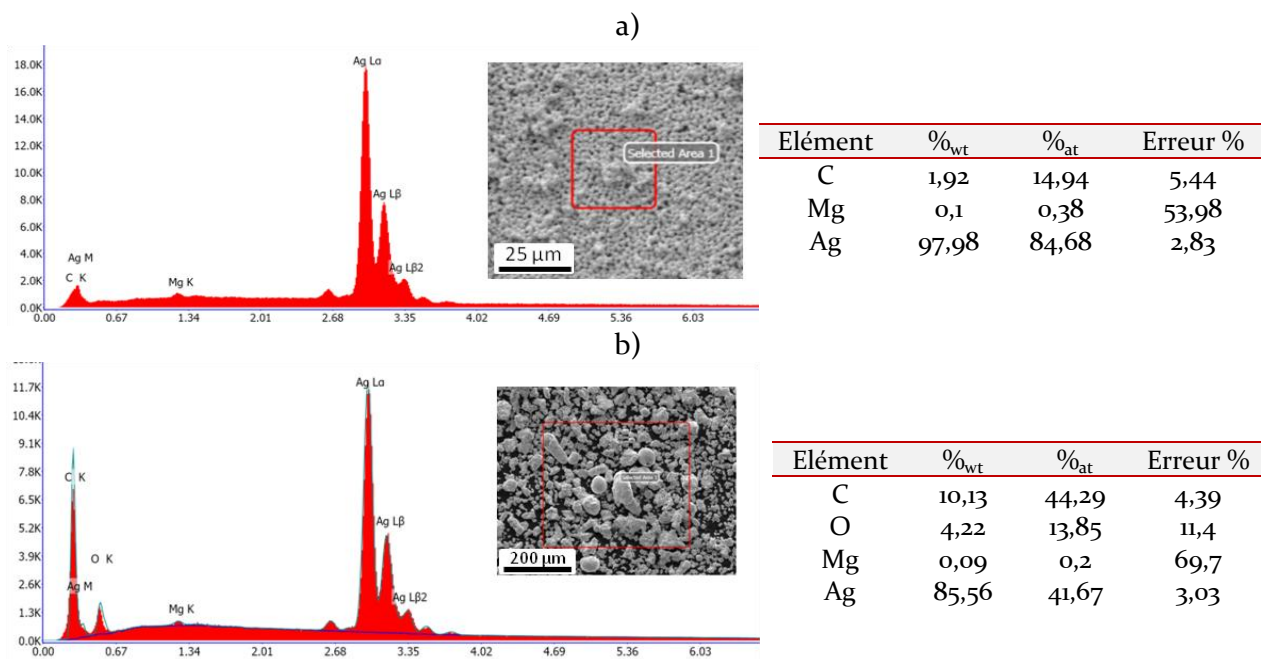 a)
18.0K
16.0K
14.0K
12.0K
10.0K
8.0K
6.0K
4.0K
2.0K
0.0K
Ag Lα
Ag Lβ
Ag Lβ2
Ag M
C K
Mg K
0.00 0.67 1.34 2.01 2.68 3.35 4.02 4.69 5.36 6.03
Selected Area 1
25 µm
Elément %wt %at Erreur %
C 1,92 14,94 5,44
Mg 0,1 0,38 53,98
Ag 97,98 84,68 2,83
b)
11.7K
10.4K
9.1K
7.8K
6.5K
5.2K
3.9K
2.6K
1.3K
0.0K
Ag Lα
C K
Ag Lβ
O K
Ag M
Ag Lβ2
Mg K
0.00 0.67 1.34 2.01 2.68 3.35 4.02 4.69 5.36 6.03
Selected Area 1
200 µm
Elément %wt %at Erreur %
C 10,13 44,29 4,39
O 4,22 13,85 11,4
Mg 0,09 0,2 69,7
Ag 85,56 41,67 3,03